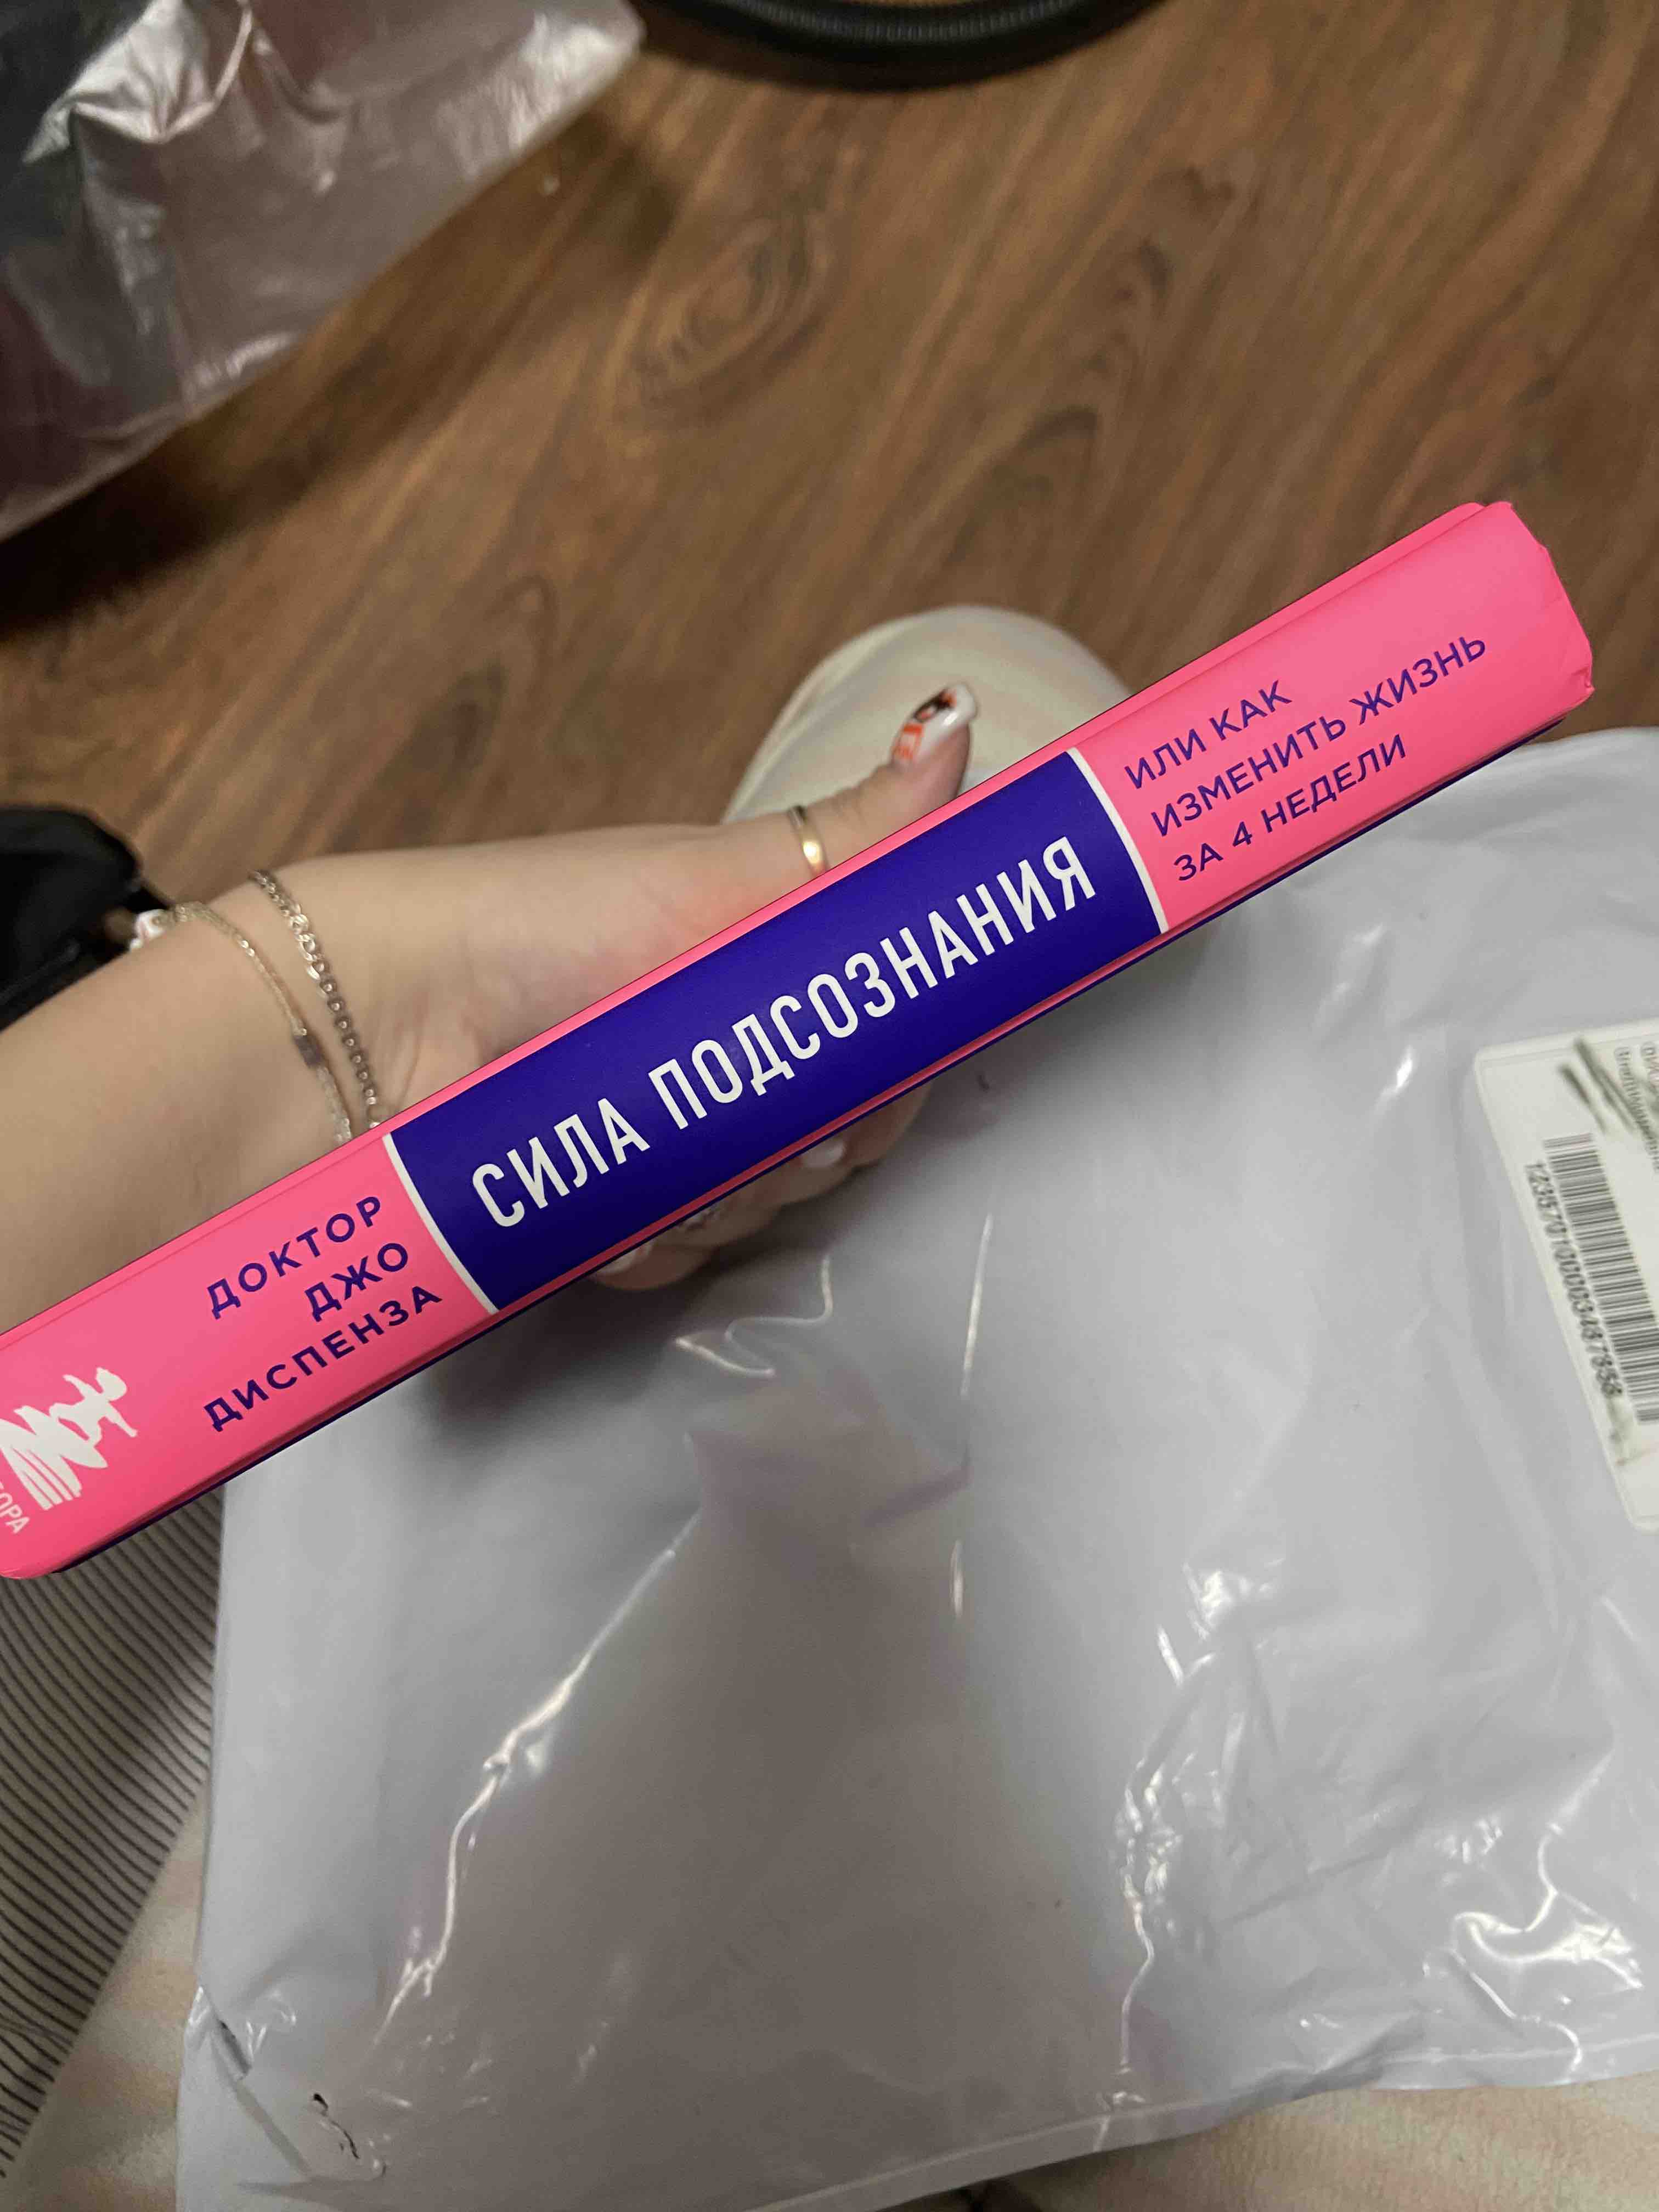 ДОКТОР
ДЖО
ДИСПЕНЗА
СИЛА ПОДСОЗНАНИЯ
ИЛИ КАК
ИЗМЕНИТЬ ЖИЗНЬ
ЗА 4 НЕДЕЛИ